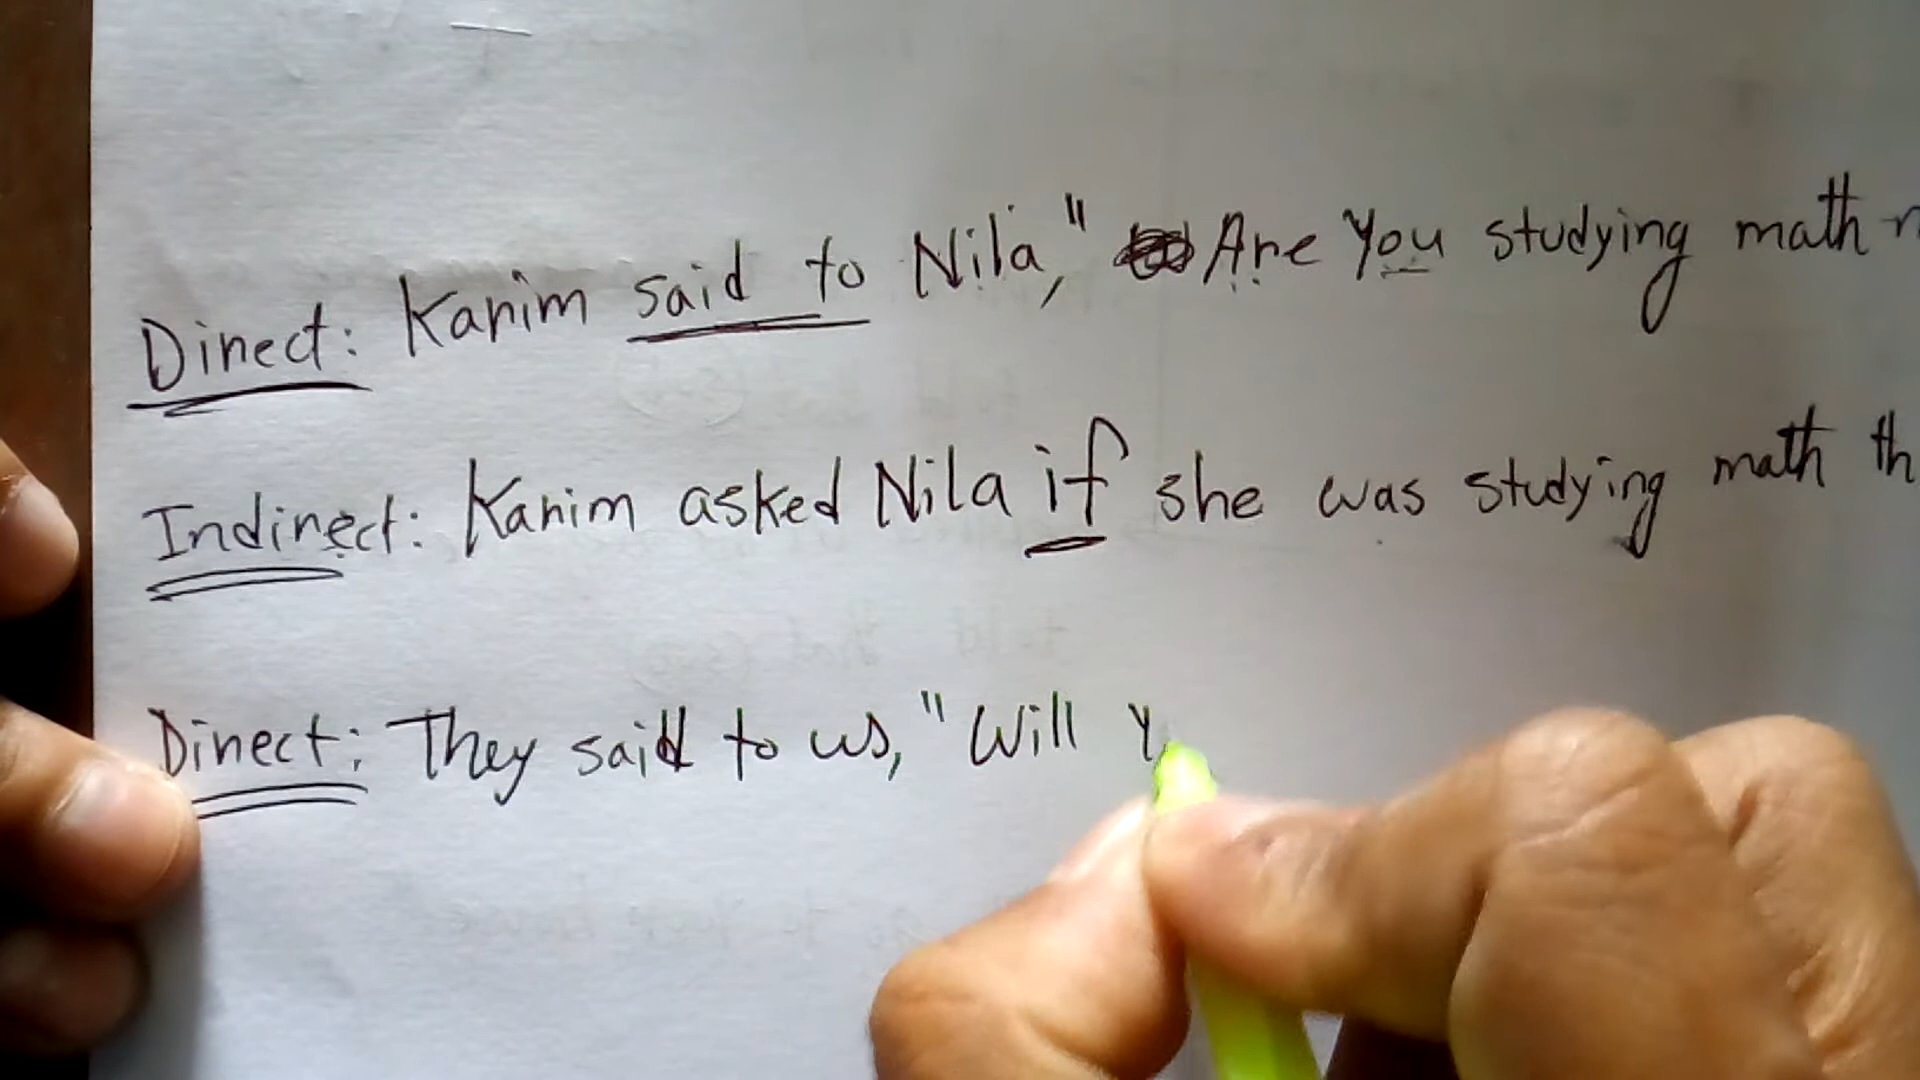 Direct: Karim said to Nila," Are You studying math
Indirect: Karim asked Nila if she was studying math th
Direct: They said to us, "Will Y